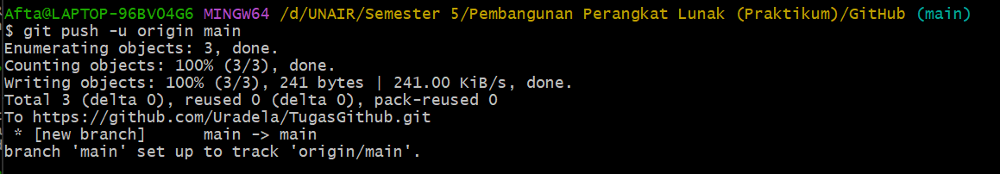 Afta@LAPTOP-96BVO4G6 MINGW64 /d/UNAIR/Semester 5/Pembangunan Perangkat Lunak (Praktikum)/GitHub (main)
$ git push -u origin main
Enumerating objects: 3, done.
Counting objects: 100% (3/3), done.
Writing objects: 100% (3/3), 241 bytes | 241.00 KiB/s, done.
Total 3 (delta 0), reused 0 (delta 0), pack-reused 0
To https://github.com/Uradela/TugasGithub.git
 * [new branch]      main -> main
branch 'main' set up to track 'origin/main'.